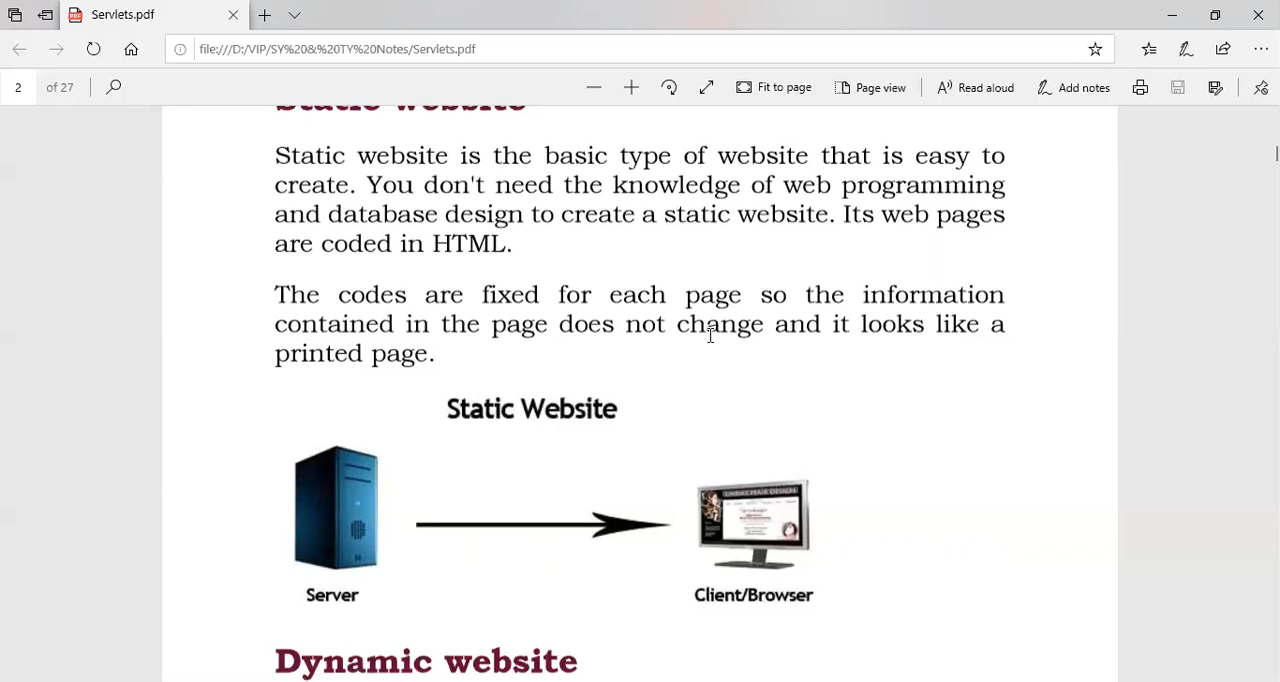 Servlets.pdf
file:///D:/VIP/SY%20&%20TY%20Notes/Servlets.pdf
2 of 27 Fit to page Page view Read aloud Add notes
Static website
Static website is the basic type of website that is easy to
create. You don't need the knowledge of web programming
and database design to create a static website. Its web pages
are coded in HTML.
The codes are fixed for each page so the information
contained in the page does not change and it looks like a
printed page.
Static Website
Server
Client/Browser
Dynamic website